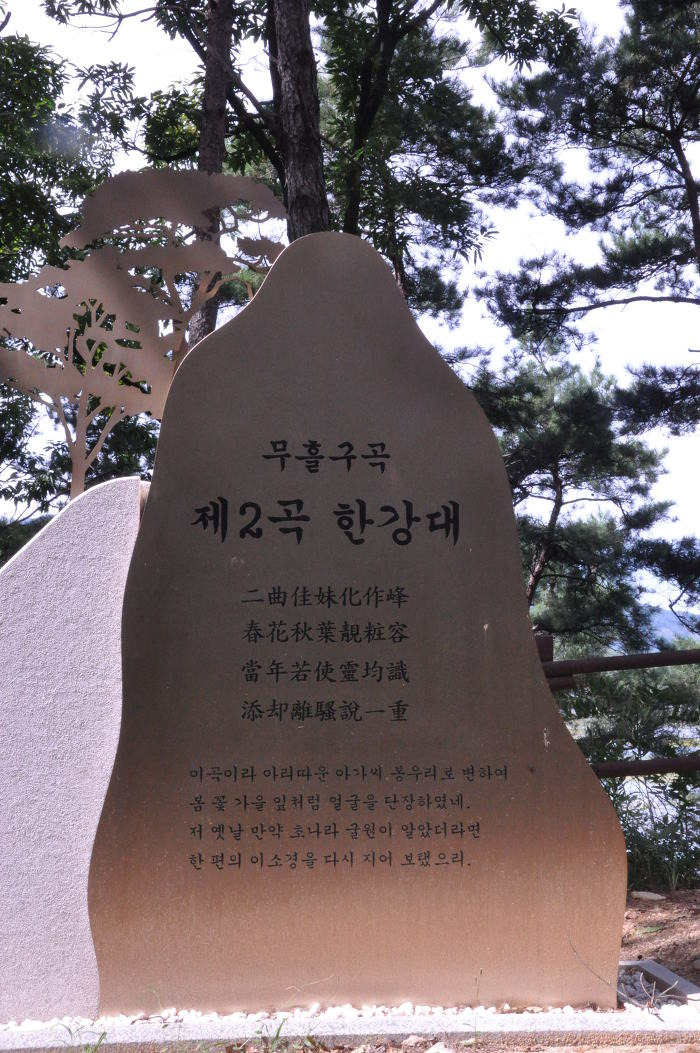 무흘구곡
제2곡 한강대
二曲佳姝化作峰
春花秋葉靚粧容
當年若使靈均識
添却離騷說一重
이곡이라 아리따운 아가씨 봉우리로 변하여
봄 꽃 가을 잎처럼 얼굴을 단장하였네.
저 옛날 만약 초나라 굴원이 알았더라면
한 편의 이소경을 다시 지어 보탰으리.